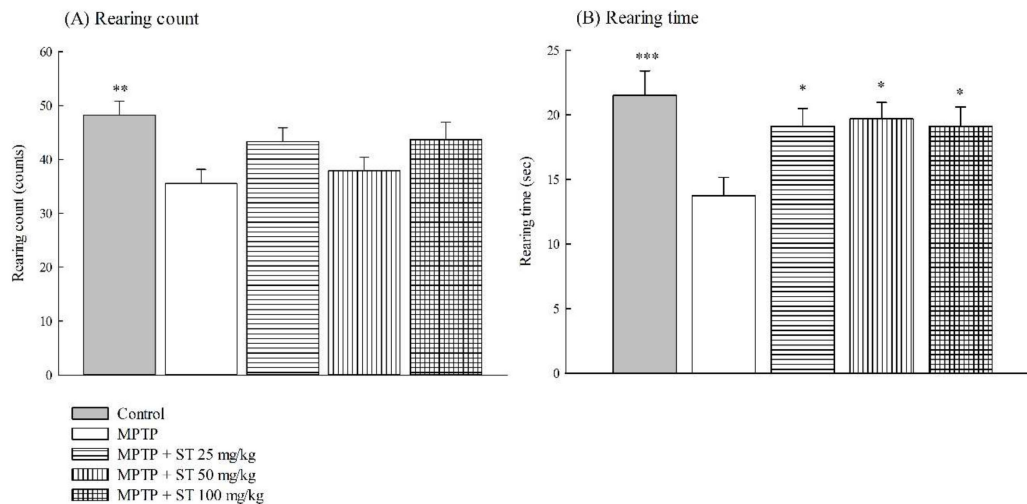 (A) Rearing count
60
50
40
30
20
10
0
Rearing count (counts)
**
(B) Rearing time
25
20
15
10
5
0
Rearing time (sec)
***
*
*
*
Control
MPTP
MPTP + ST 25 mg/kg
MPTP + ST 50 mg/kg
MPTP + ST 100 mg/kg